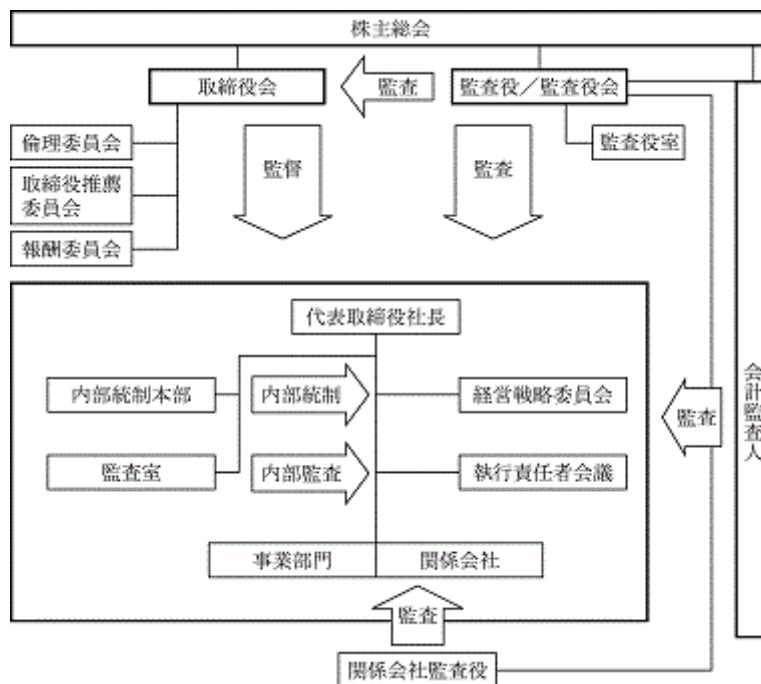 株主総会
取締役会
監査
監査役／監査役会
倫理委員会
監督
監査
監査役室
取締役推薦
委員会
報酬委員会
代表取締役社長
内部統制本部
内部統制
経営戦略委員会
監査
会計監査人
監査室
内部監査
執行責任者会議
事業部門
関係会社
監査
関係会社監査役